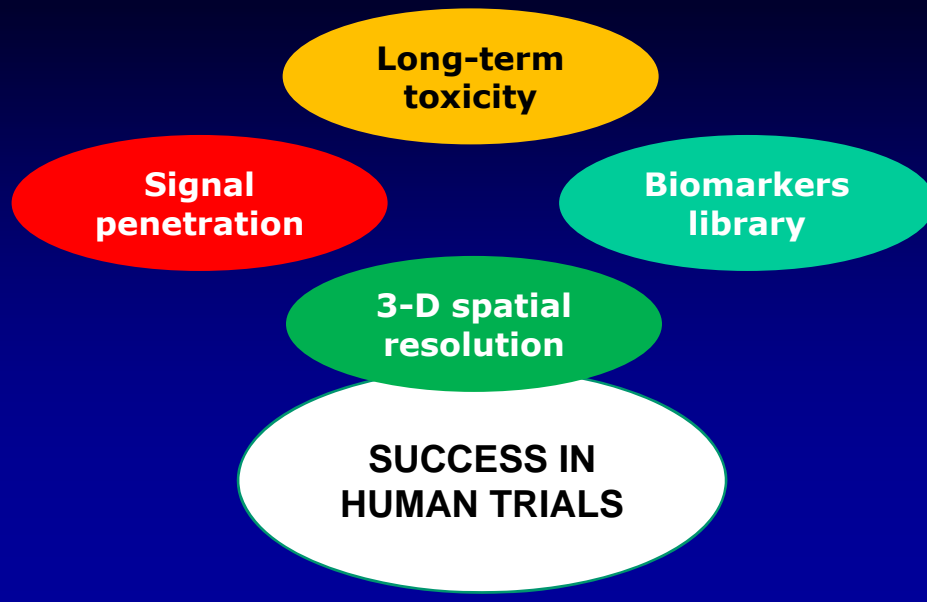 Long-term
toxicity
Signal
penetration
Biomarkers
library
3-D spatial
resolution
SUCCESS IN
HUMAN TRIALS